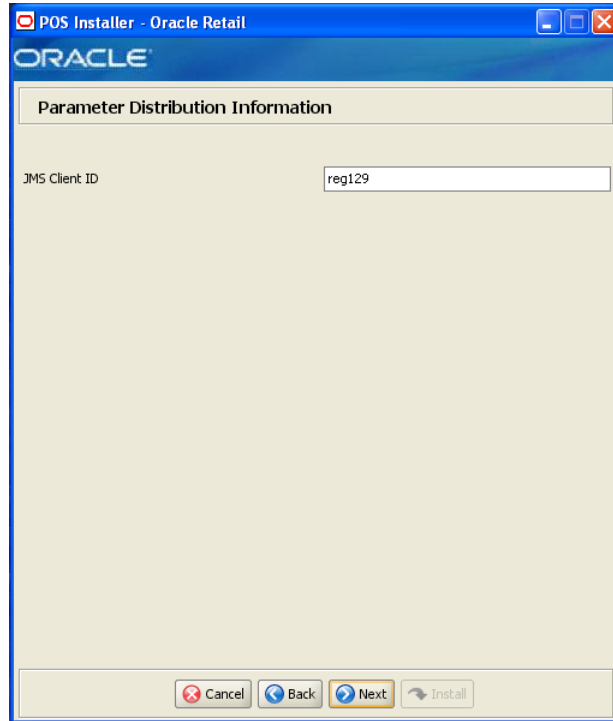 POS Installer - Oracle Retail
ORACLE
Parameter Distribution Information
JMS Client ID
reg129
Cancel
Back
Next
Install